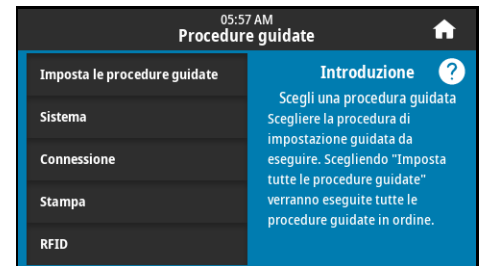 05:57 AM
Procedure guidate
Imposta le procedure guidate
Sistema
Connessione
Stampa
RFID
Introduzione
?
Scegli una procedura guidata
Scegliere la procedura di
impostazione guidata da
eseguire. Scegliendo "Imposta
tutte le procedure guidate"
verranno eseguite tutte le
procedure guidate in ordine.